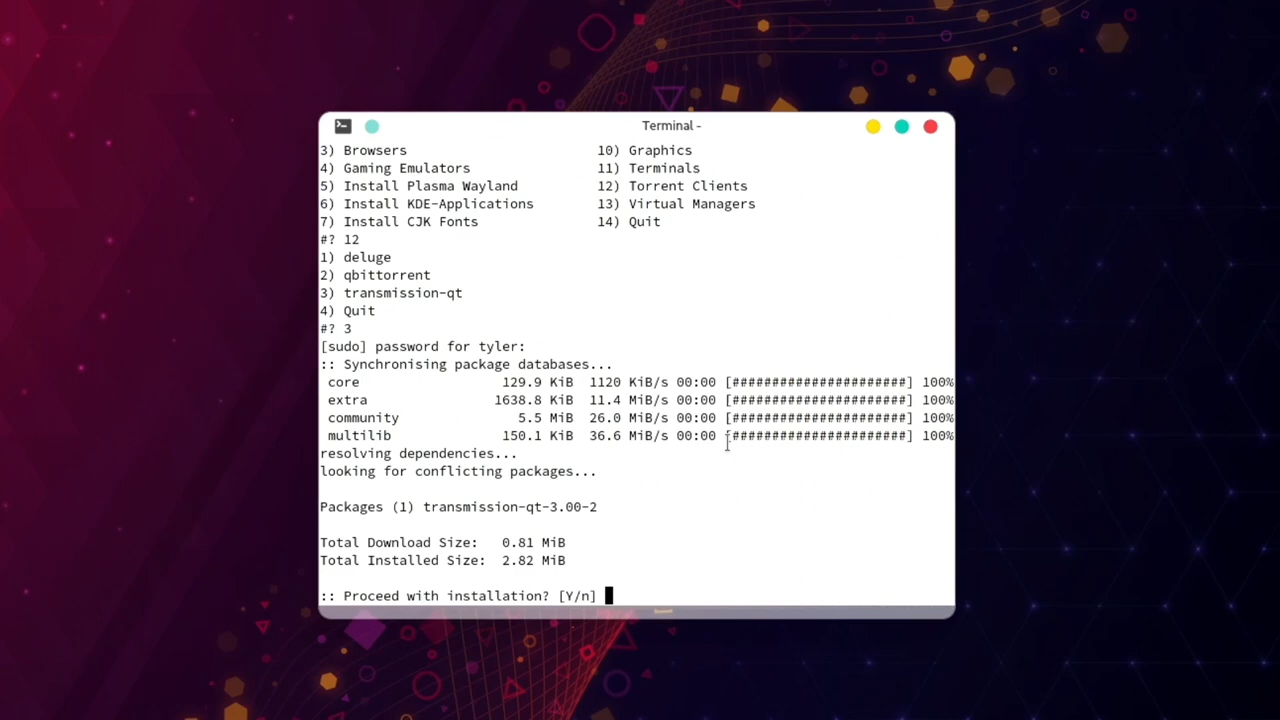 Terminal -
3) Browsers 10) Graphics
4) Gaming Emulators 11) Terminals
5) Install Plasma Wayland 12) Torrent Clients
6) Install KDE-Applications 13) Virtual Managers
7) Install CJK Fonts 14) Quit
#? 12
1) deluge
2) qbittorrent
3) transmission-qt
4) Quit
#? 3
[sudo] password for tyler:
:: Synchronising package databases...
core 129.9 KiB 1120 KiB/s 00:00 [######################] 100%
extra 1638.8 KiB 11.4 MiB/s 00:00 [######################] 100%
community 5.5 MiB 26.0 MiB/s 00:00 [######################] 100%
multilib 150.1 KiB 36.6 MiB/s 00:00 [######################] 100%
resolving dependencies...
looking for conflicting packages...
Packages (1) transmission-qt-3.00-2
Total Download Size: 0.81 MiB
Total Installed Size: 2.82 MiB
:: Proceed with installation? [Y/n]